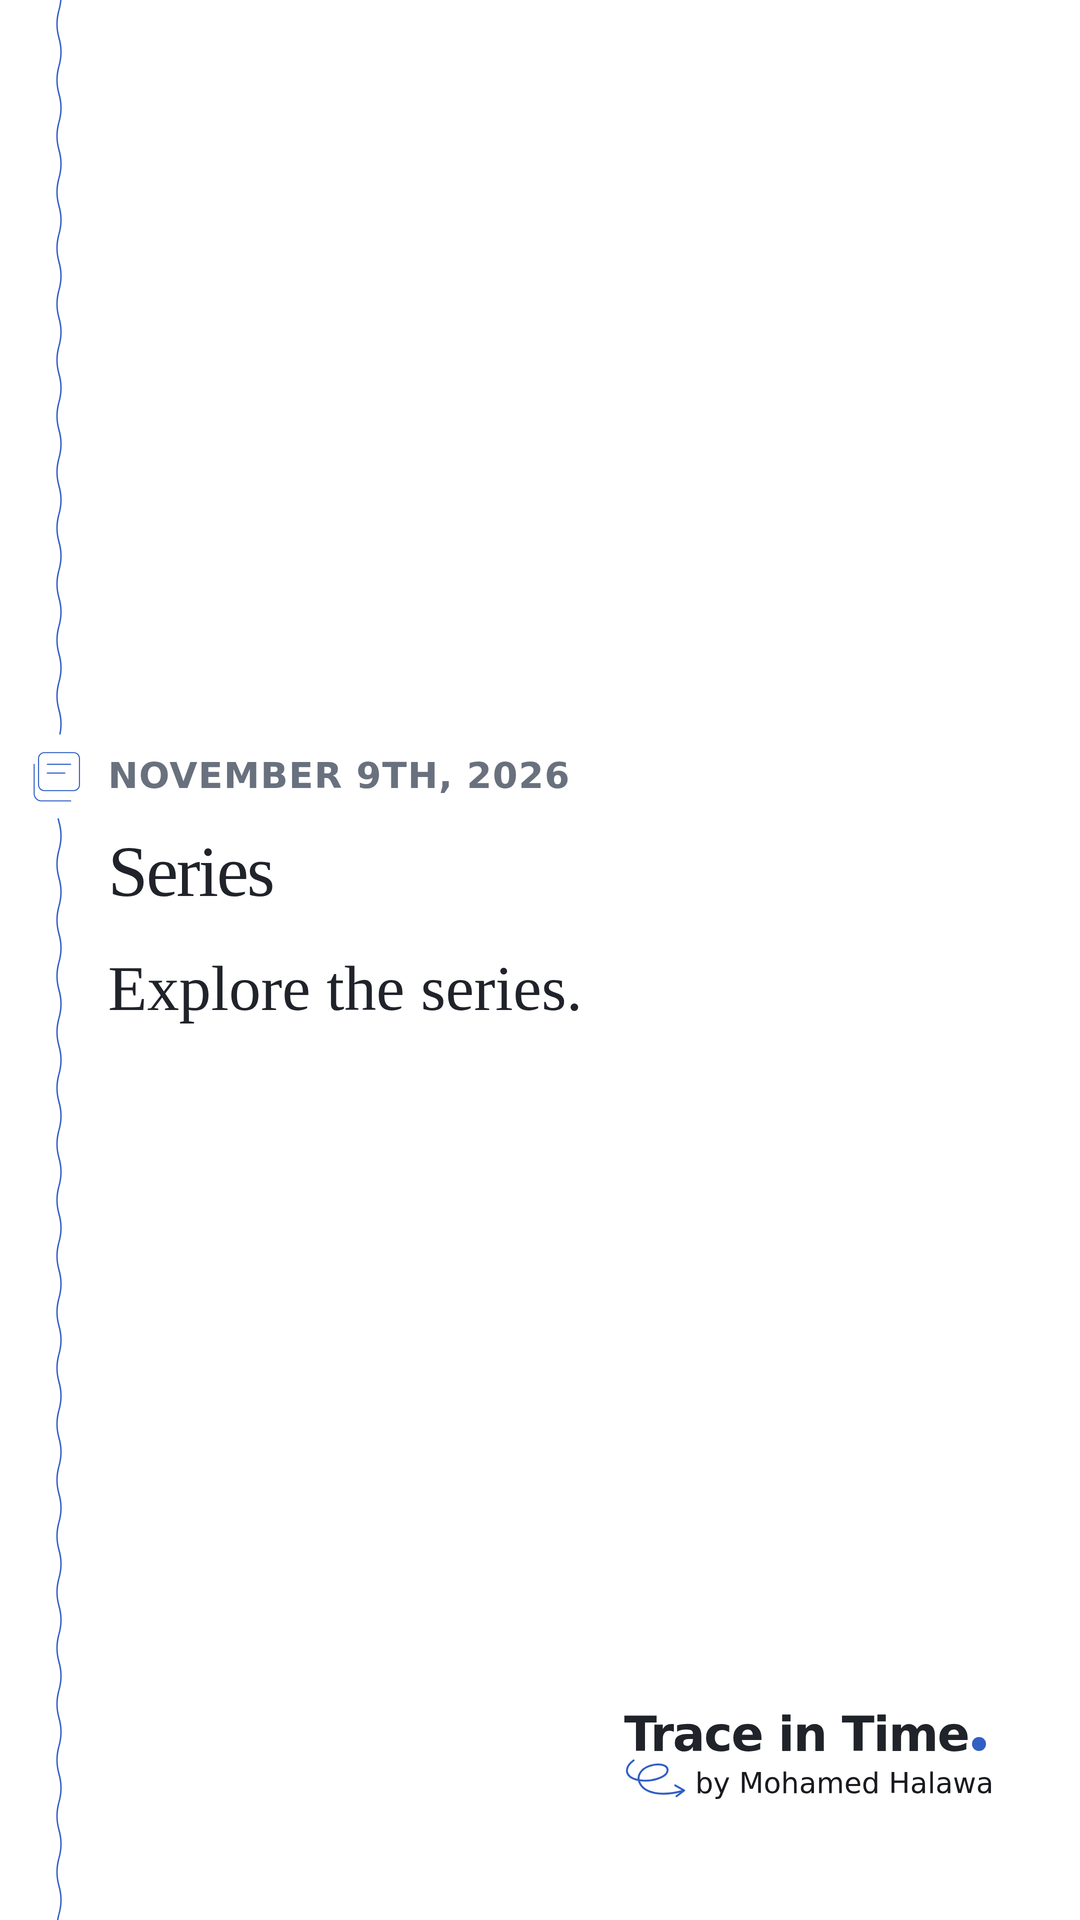 NOVEMBER 9TH, 2026
Series
Explore the series.
Trace in Time.
by Mohamed Halawa